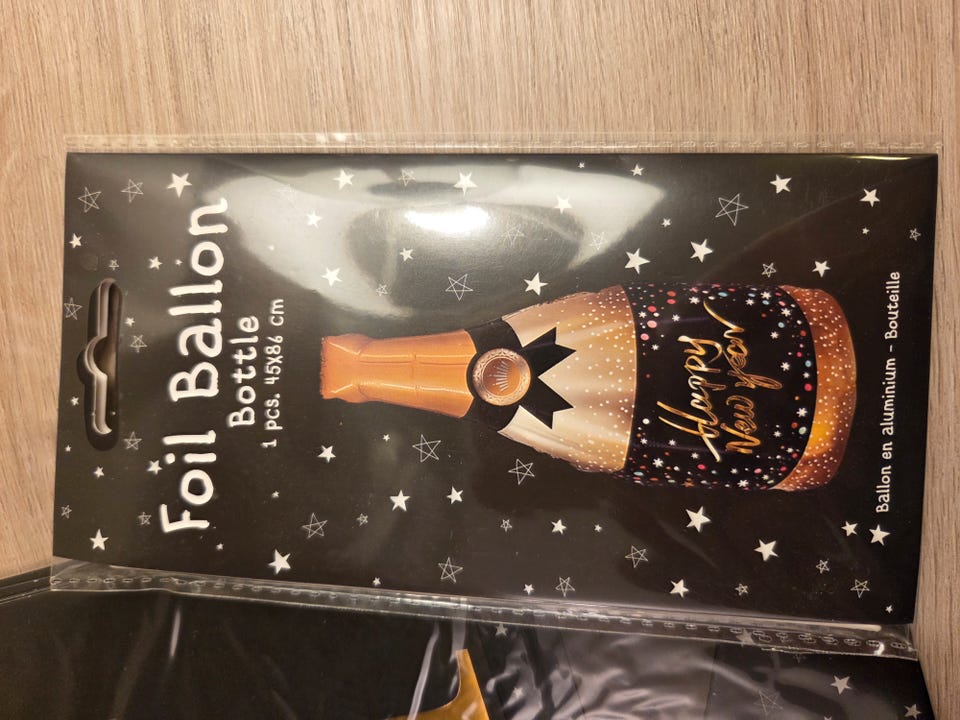 Foil Ballon
Bottle
1 pcs. 45x86 cm
Happy
New year
Ballon en aluminium - Bouteille